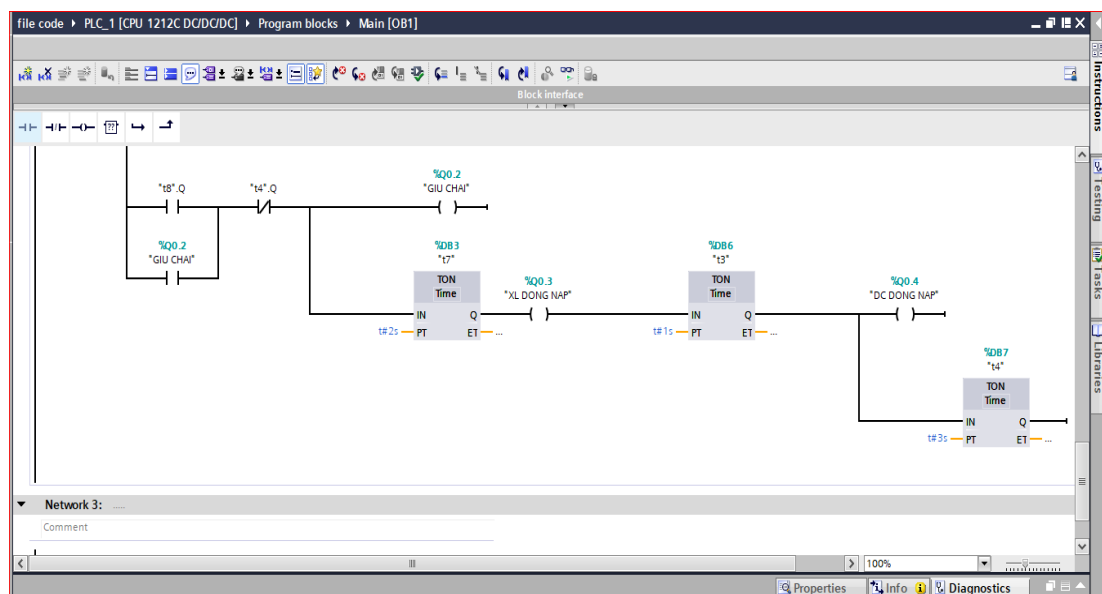 file code ▸ PLC_1 [CPU 1212C DC/DC/DC] ▸ Program blocks ▸ Main [OB1]
Block interface
"t8".Q
"t4".Q
%Q0.2
"GIU CHAI"
%Q0.2
"GIU CHAI"
%DB3
"t7"
TON
Time
IN Q
t#2s PT ET ...
%Q0.3
"XL DONG NAP"
%DB6
"t3"
TON
Time
IN Q
t#1s PT ET ...
%Q0.4
"DC DONG NAP"
%DB7
"t4"
TON
Time
IN Q
t#3s PT ET ...
Network 3: .....
Comment
100%
Properties Info Diagnostics
Instructions
Testing
Tasks
Libraries